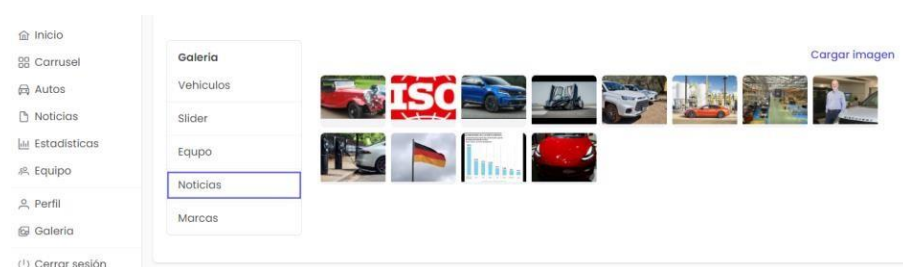 Inicio
Carrusel
Autos
Noticias
Estadisticas
Equipo
Perfil
Galeria
Cerrar sesión
Galeria
Vehiculos
Slider
Equpo
Noticias
Marcas
Cargar imagen
ISO